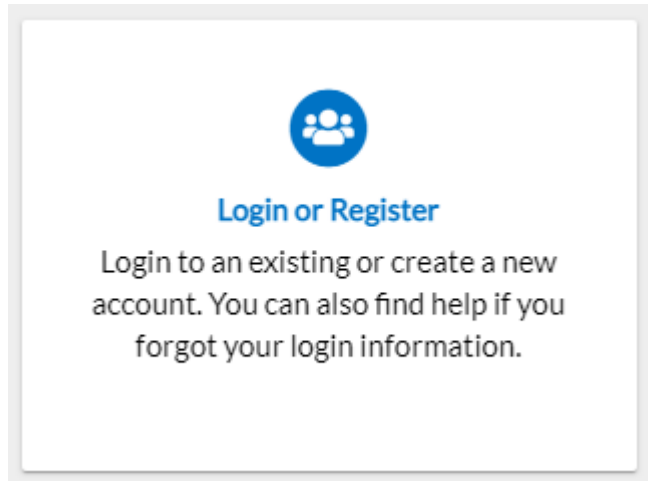 Login or Register
Login to an existing or create a new
account. You can also find help if you
forgot your login information.